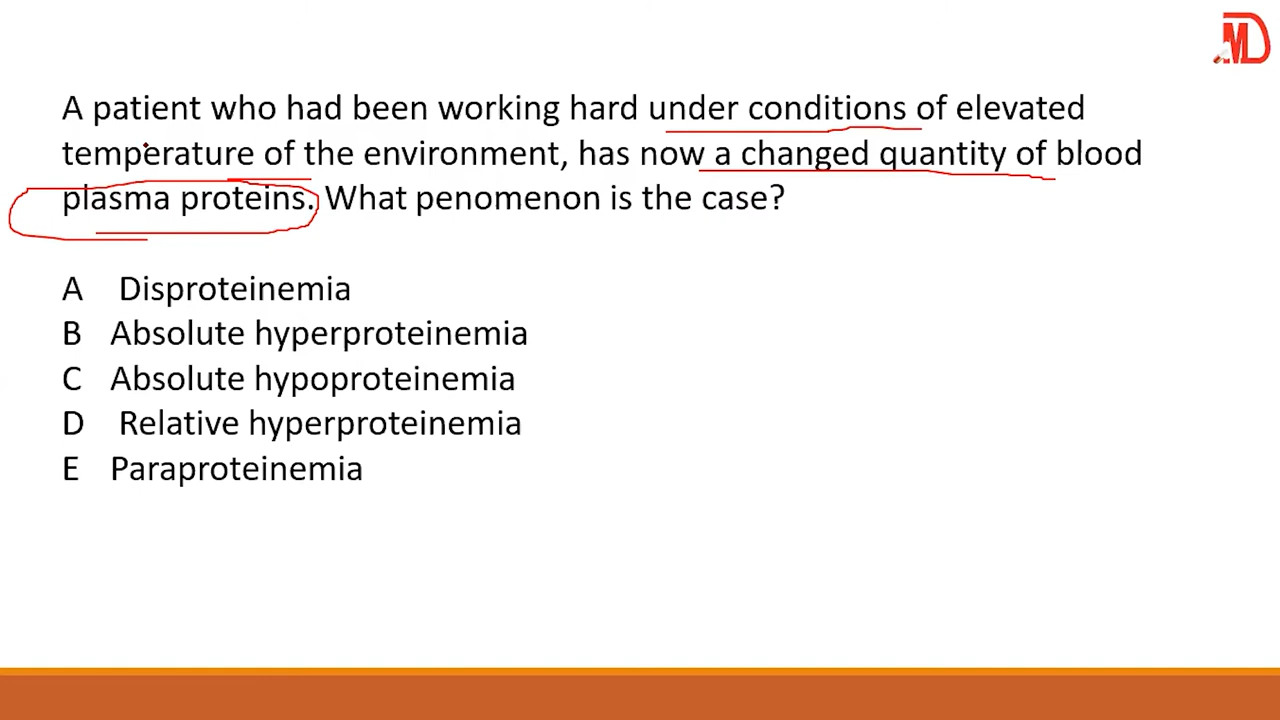 MD
A patient who had been working hard under conditions of elevated
temperature of the environment, has now a changed quantity of blood
plasma proteins. What penomenon is the case?
A Disproteinemia
B Absolute hyperproteinemia
C Absolute hypoproteinemia
D Relative hyperproteinemia
E Paraproteinemia